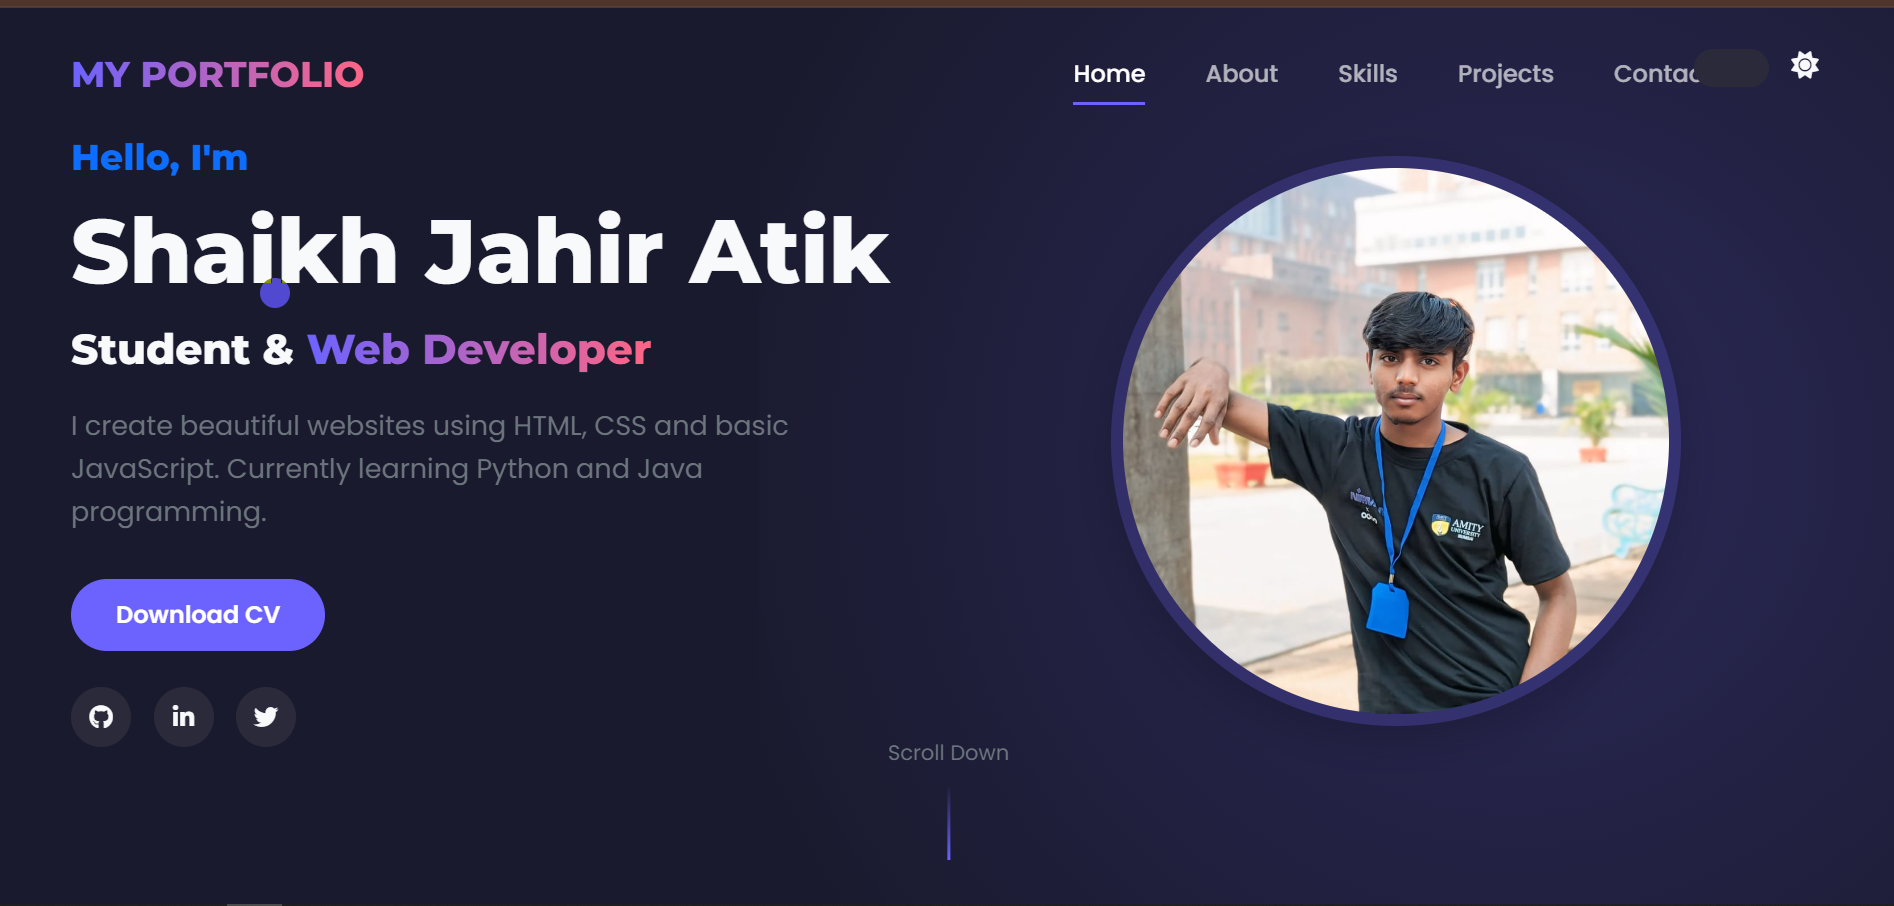 MY PORTFOLIO
Home About Skills Projects Contac
Hello, I'm
Shaikh Jahir Atik
Student & Web Developer
I create beautiful websites using HTML, CSS and basic
JavaScript. Currently learning Python and Java
programming.
Download CV
in
Scroll Down
AMITY
UNIVERSITY